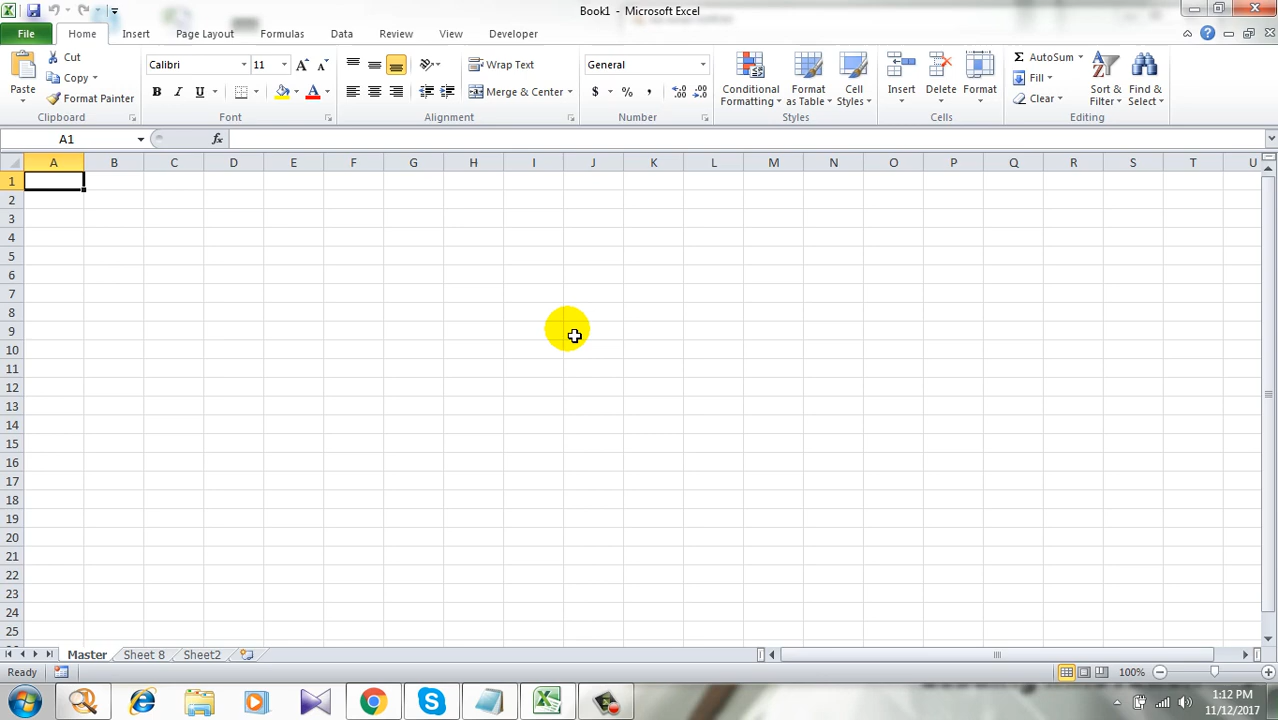 Book1 - Microsoft Excel
File Home Insert Page Layout Formulas Data Review View Developer
Cut
Copy
Format Painter
Paste
Clipboard
Calibri 11
B I U
Font
Wrap Text
Merge & Center
Alignment
General
$ % ,
Number
Conditional Formatting
Format as Table
Cell Styles
Styles
Insert
Delete
Format
Cells
AutoSum
Fill
Clear
Sort & Filter
Find & Select
Editing
A1 fx
A B C D E F G H I J K L M N O P Q R S T U
1
2
3
4
5
6
7
8
9
10
11
12
13
14
15
16
17
18
19
20
21
22
23
24
25
Master Sheet 8 Sheet2
Ready 100%
1:12 PM
11/12/2017